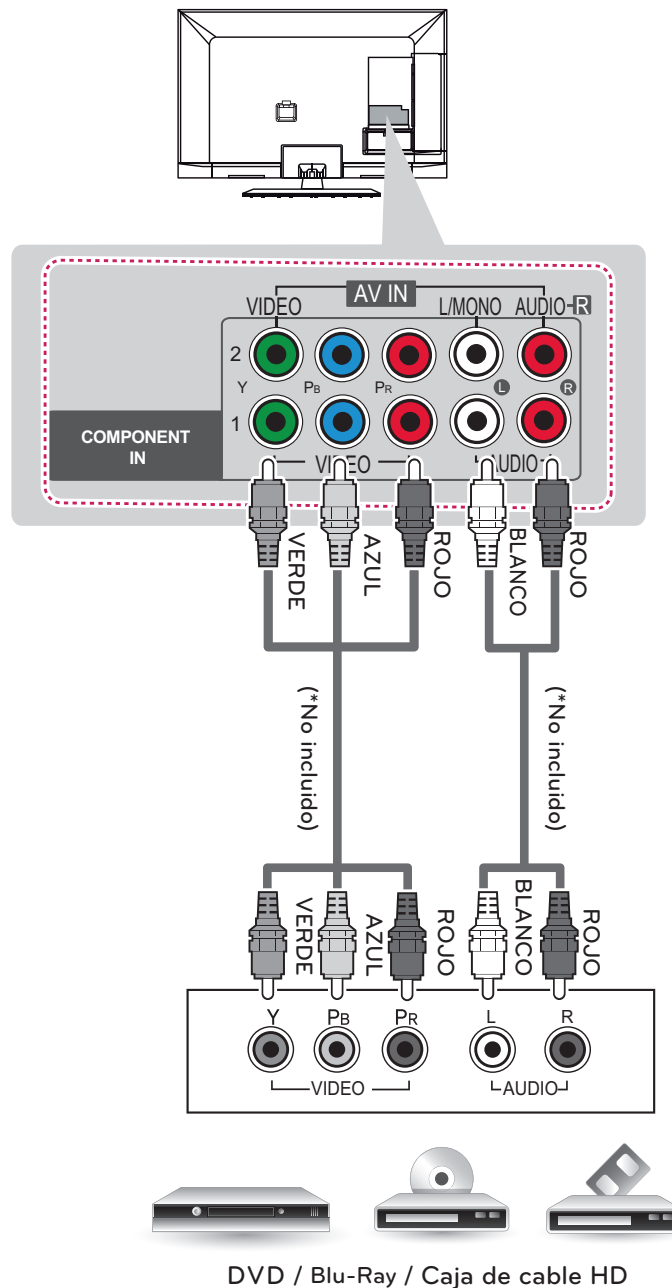 AV IN
VIDEO L/MONO AUDIO R
2
Y PB PR L R
1
COMPONENT
IN
VIDEO AUDIO
VERDE AZUL ROJO BLANCO ROJO
(*No incluido) (*No incluido)
VERDE AZUL ROJO BLANCO ROJO
Y PB PR L R
VIDEO AUDIO
DVD / Blu-Ray / Caja de cable HD